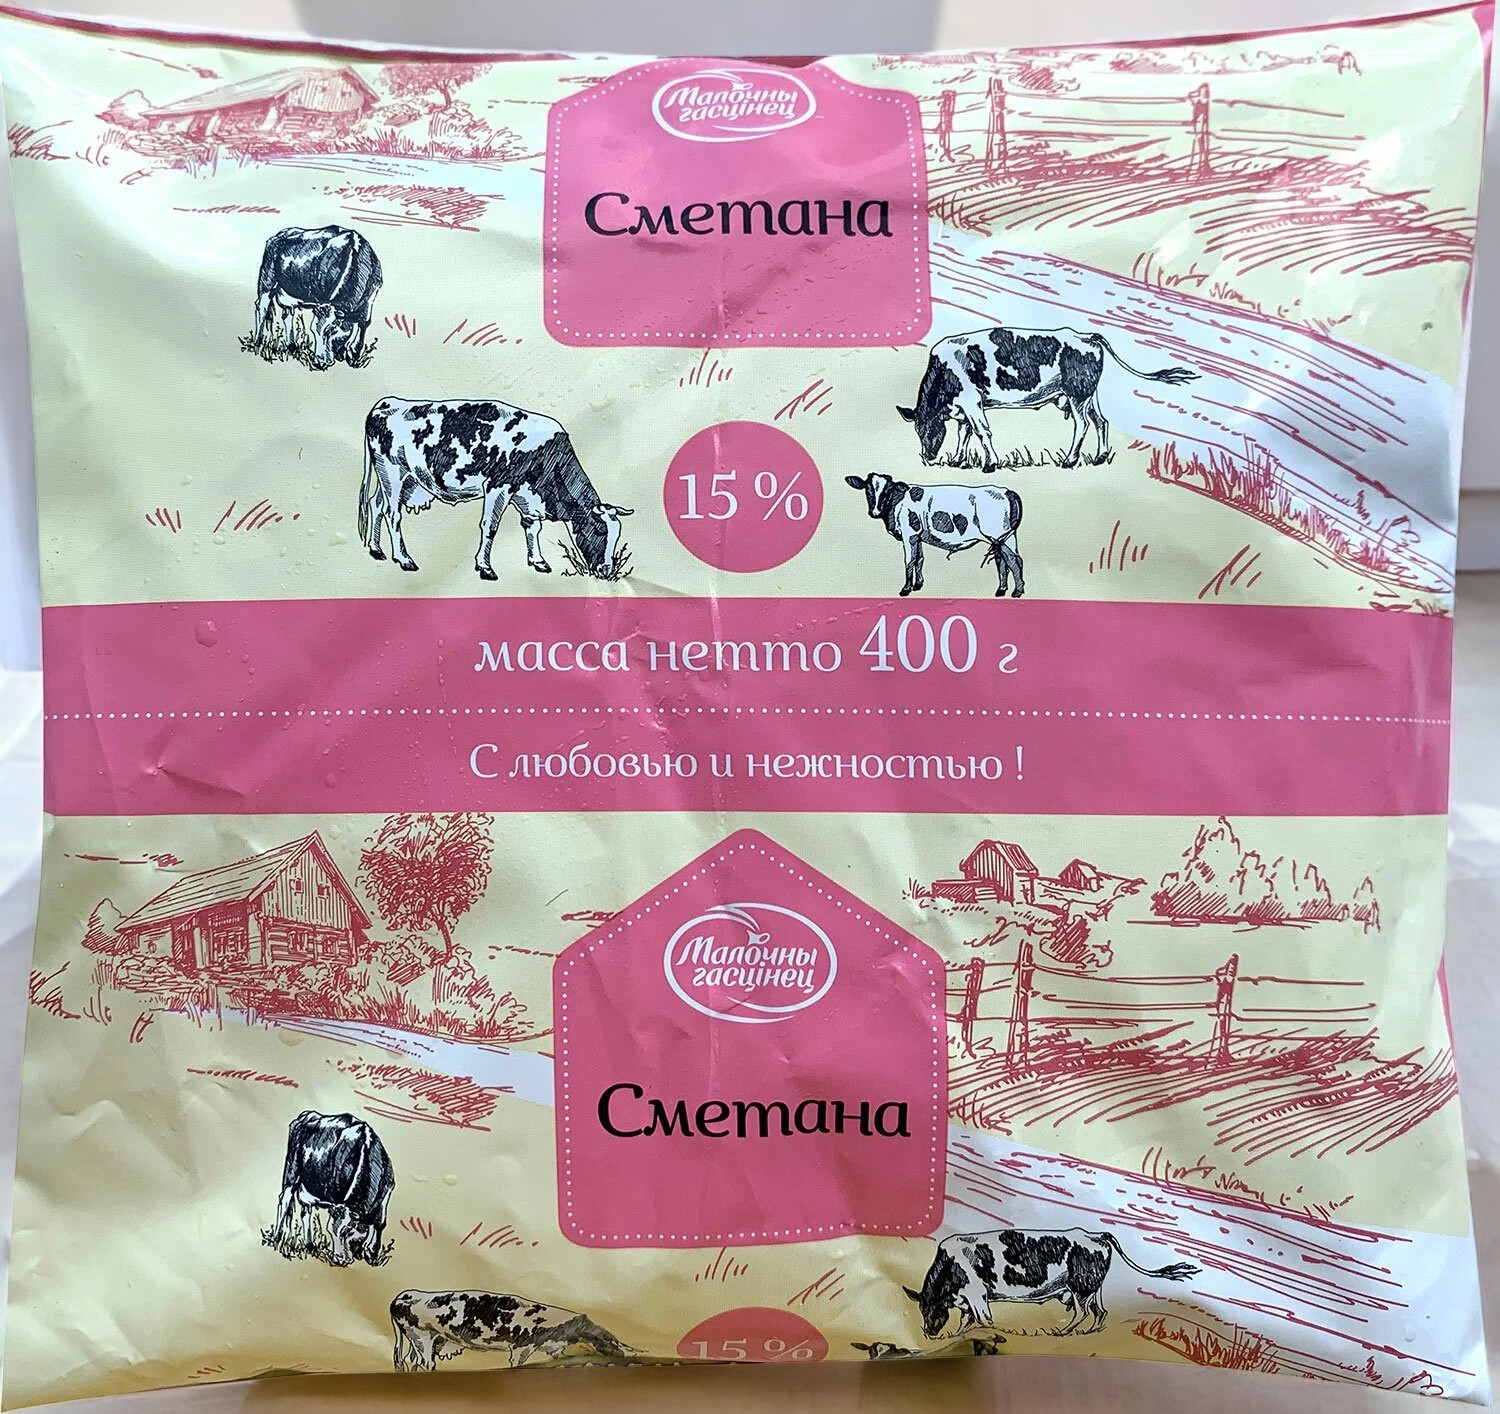 Малочны
гасцінец
Сметана
15 %
масса нетто 400 г
С любовью и нежностью !
Малочны
гасцінец
Сметана
15 %